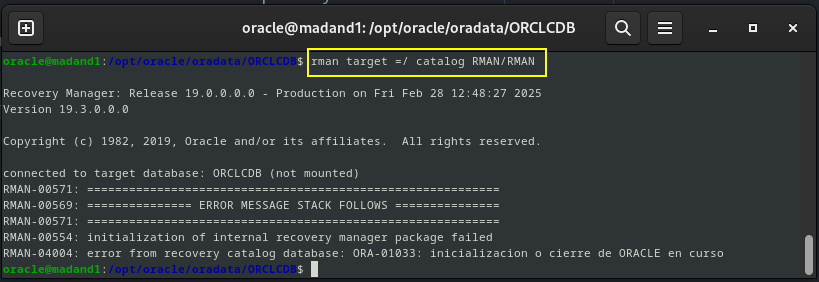 oracle@madand1: /opt/oracle/oradata/ORCLCDB
oracle@madand1:/opt/oracle/oradata/ORCLCDB$ rman target =/ catalog RMAN/RMAN
Recovery Manager: Release 19.0.0.0.0 - Production on Fri Feb 28 12:48:27 2025
Version 19.3.0.0.0
Copyright (c) 1982, 2019, Oracle and/or its affiliates.  All rights reserved.
connected to target database: ORCLCDB (not mounted)
RMAN-00571: ===========================================================
RMAN-00569: =============== ERROR MESSAGE STACK FOLLOWS ===============
RMAN-00571: ===========================================================
RMAN-00554: initialization of internal recovery manager package failed
RMAN-04004: error from recovery catalog database: ORA-01033: inicializacion o cierre de ORACLE en curso
oracle@madand1:/opt/oracle/oradata/ORCLCDB$